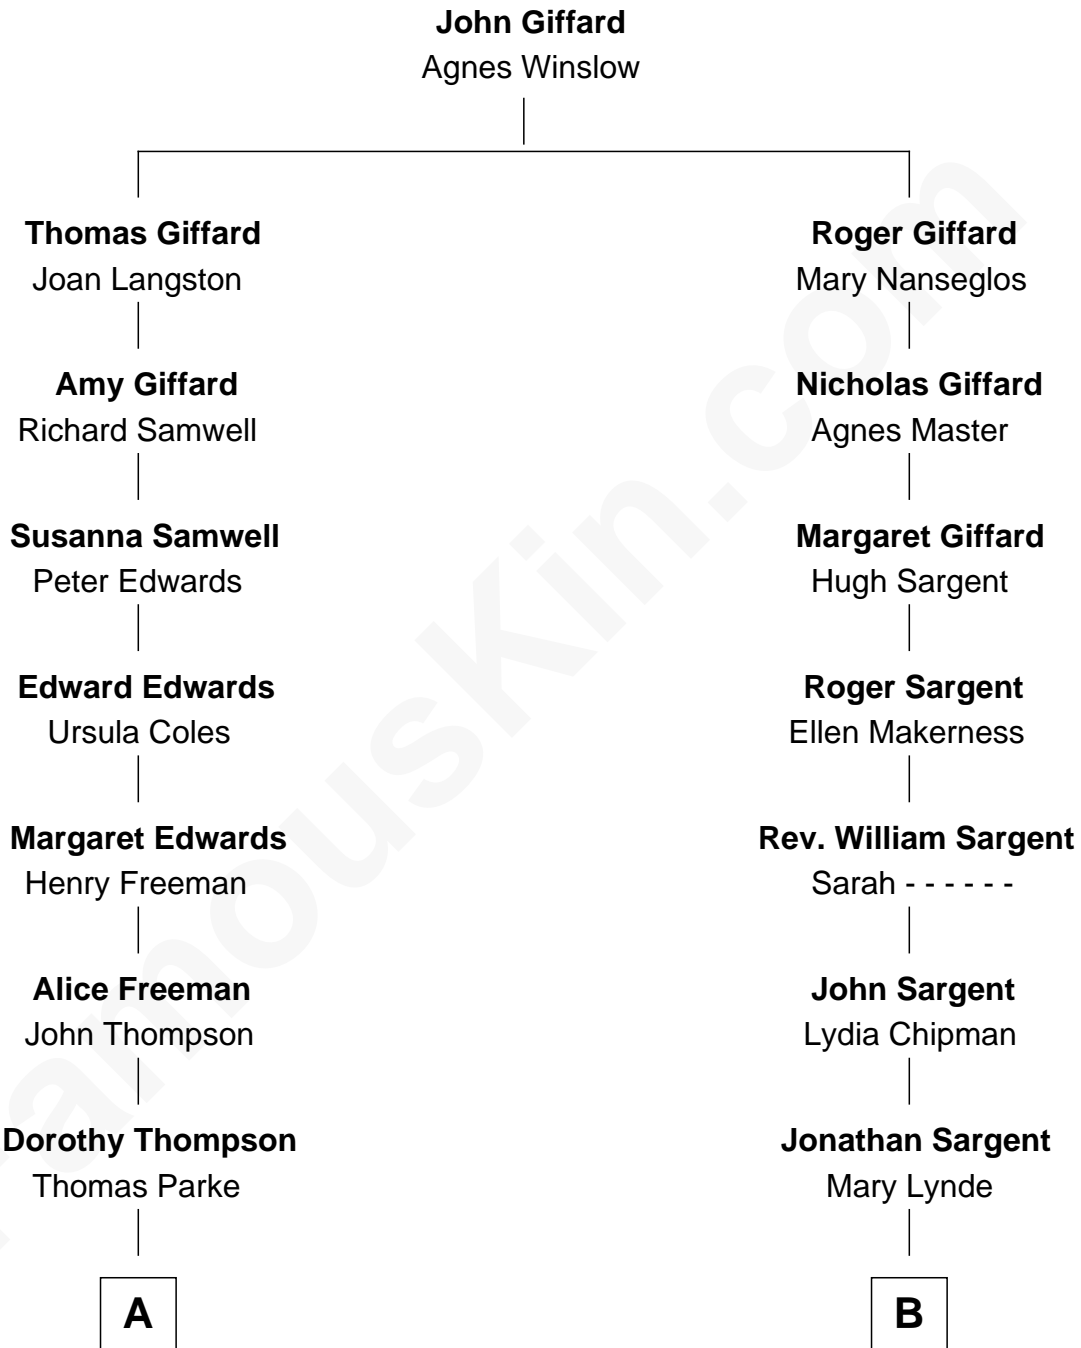 John Giffard
Agnes Winslow
Thomas Giffard
Joan Langston
Amy Giffard
Richard Samwell
Susanna Samwell
Peter Edwards
Edward Edwards
Ursula Coles
Margaret Edwards
Henry Freeman
Alice Freeman
John Thompson
Dorothy Thompson
Thomas Parke
A
Roger Giffard
Mary Nanseglos
Nicholas Giffard
Agnes Master
Margaret Giffard
Hugh Sargent
Roger Sargent
Ellen Makerness
Rev. William Sargent
Sarah - - - - - -
John Sargent
Lydia Chipman
Jonathan Sargent
Mary Lynde
B
FamousKin.com